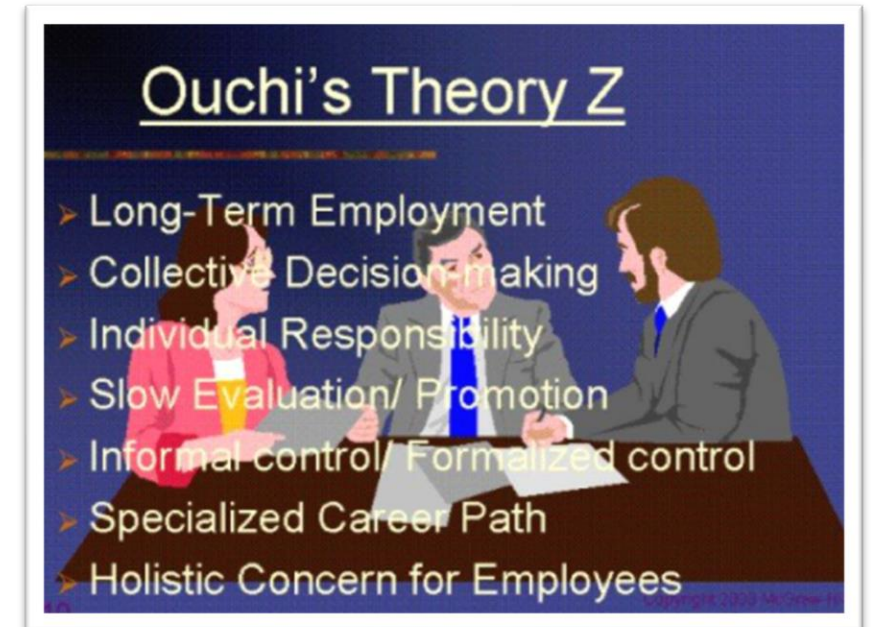 Ouchi's Theory Z
Long-Term Employment
Collective Decision-making
Individual Responsibility
Slow Evaluation/ Promotion
Informal control/ Formalized control
Specialized Career Path
Holistic Concern for Employees
Copyright